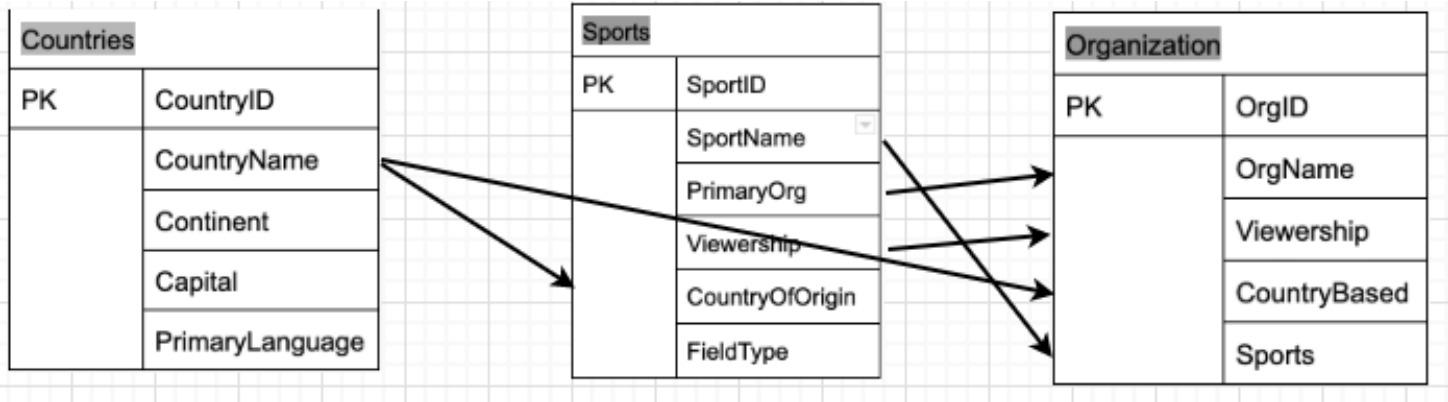 Countries
PK CountryID
CountryName
Continent
Capital
PrimaryLanguage
Sports
PK SportID
SportName
PrimaryOrg
Viewership
CountryOfOrigin
FieldType
Organization
PK OrgID
OrgName
Viewership
CountryBased
Sports